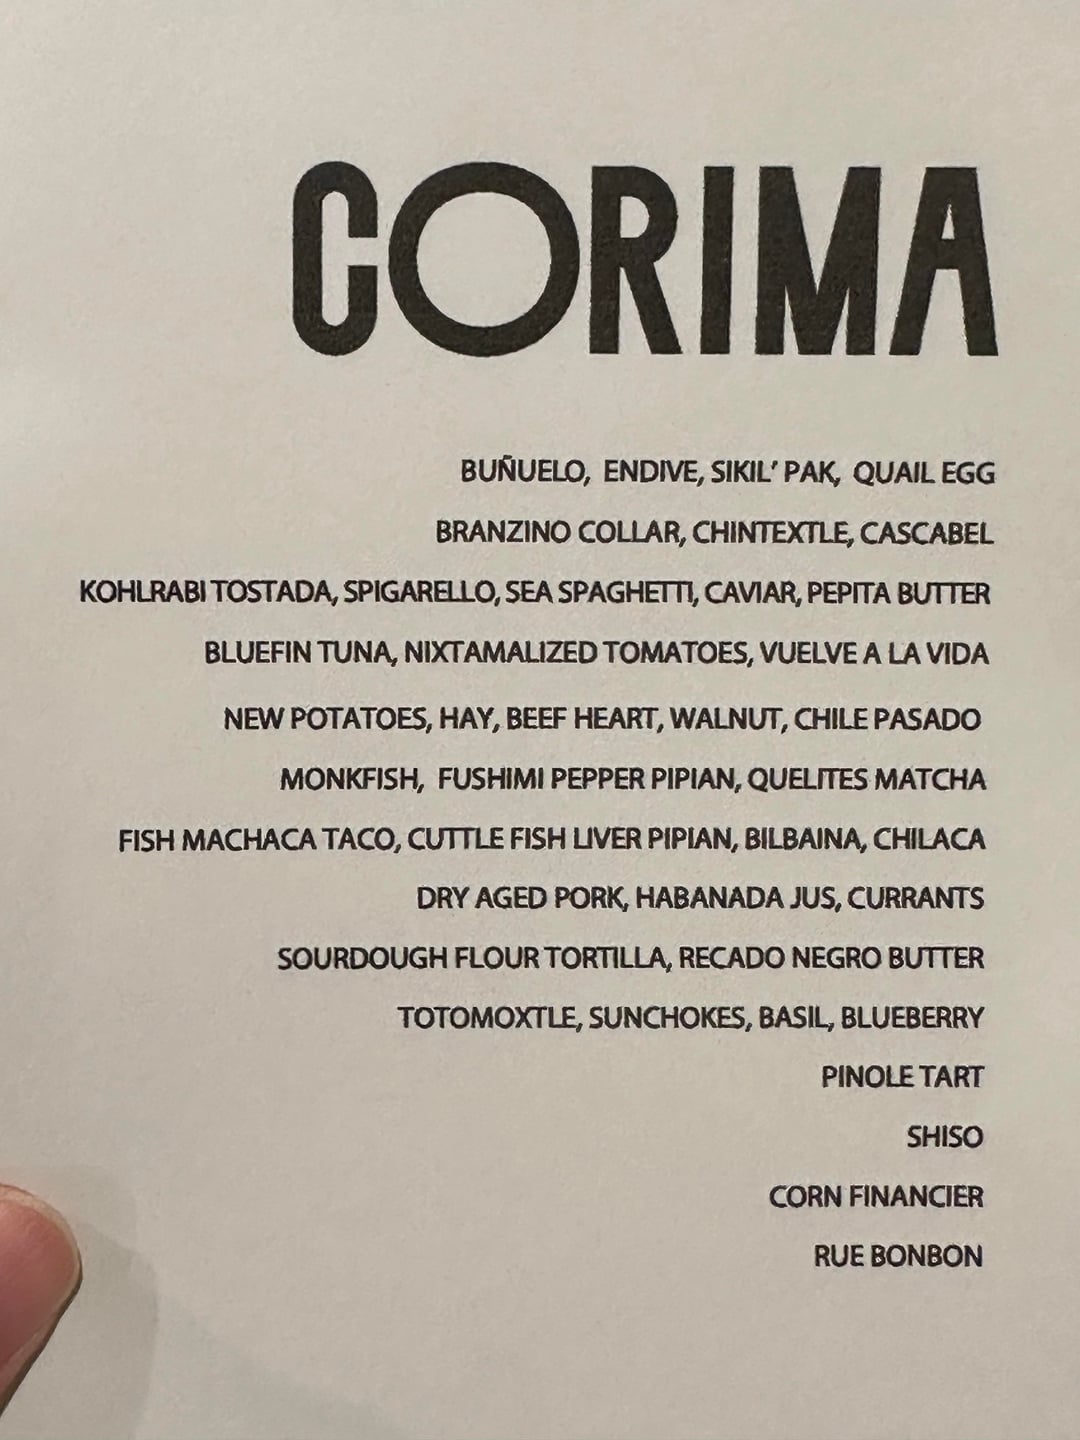 CORIMA
BUÑUELO, ENDIVE, SIKIL' PAK, QUAIL EGG
BRANZINO COLLAR, CHINTEXTLE, CASCABEL
KOHLRABI TOSTADA, SPIGARELLO, SEA SPAGHETTI, CAVIAR, PEPITA BUTTER
BLUEFIN TUNA, NIXTAMALIZED TOMATOES, VUELVE A LA VIDA
NEW POTATOES, HAY, BEEF HEART, WALNUT, CHILE PASADO
MONKFISH, FUSHIMI PEPPER PIPIAN, QUELITES MATCHA
FISH MACHACA TACO, CUTTLE FISH LIVER PIPIAN, BILBAINA, CHILACA
DRY AGED PORK, HABANADA JUS, CURRANTS
SOURDOUGH FLOUR TORTILLA, RECADO NEGRO BUTTER
TOTOMOXTLE, SUNCHOKES, BASIL, BLUEBERRY
PINOLE TART
SHISO
CORN FINANCIER
RUE BONBON